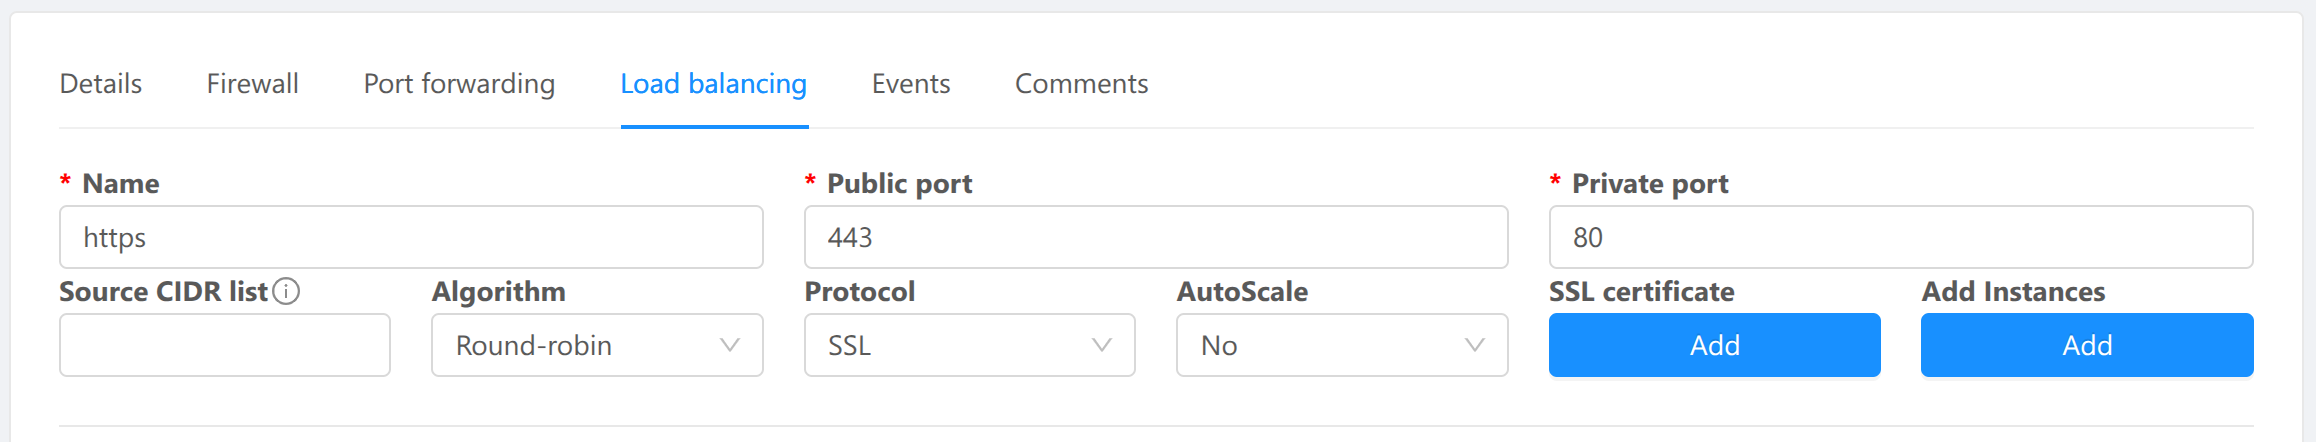 Details Firewall Port forwarding Load balancing Events Comments
* Name * Public port * Private port
https 443 80
Source CIDR list Algorithm Protocol AutoScale SSL certificate Add Instances
Round-robin SSL No Add Add